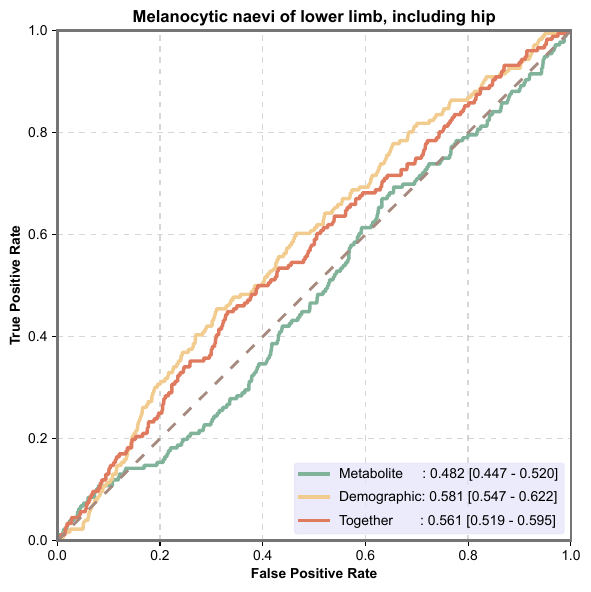 Melanocytic naevi of lower limb, including hip
1.0
0.8
0.6
0.4
0.2
0.0
True Positive Rate
Metabolite : 0.482 [0.447 - 0.520]
Demographic: 0.581 [0.547 - 0.622]
Together : 0.561 [0.519 - 0.595]
0.0 0.2 0.4 0.6 0.8 1.0
False Positive Rate